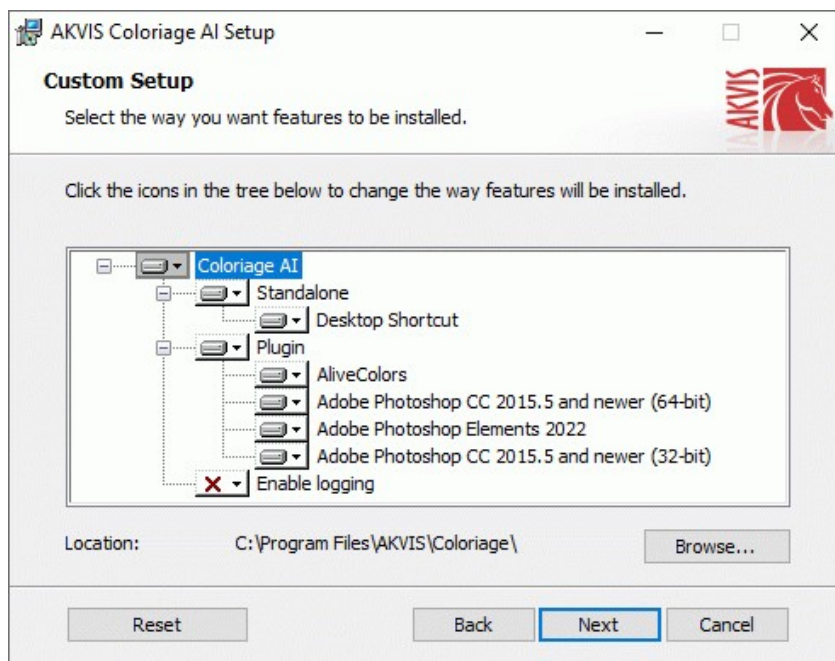 AKVIS Coloriage AI Setup
Custom Setup
Select the way you want features to be installed.
AKVIS
Click the icons in the tree below to change the way features will be installed.
Coloriage AI
Standalone
Desktop Shortcut
Plugin
AliveColors
Adobe Photoshop CC 2015.5 and newer (64-bit)
Adobe Photoshop Elements 2022
Adobe Photoshop CC 2015.5 and newer (32-bit)
Enable logging
Location: C:\Program Files\AKVIS\Coloriage\ Browse...
Reset Back Next Cancel